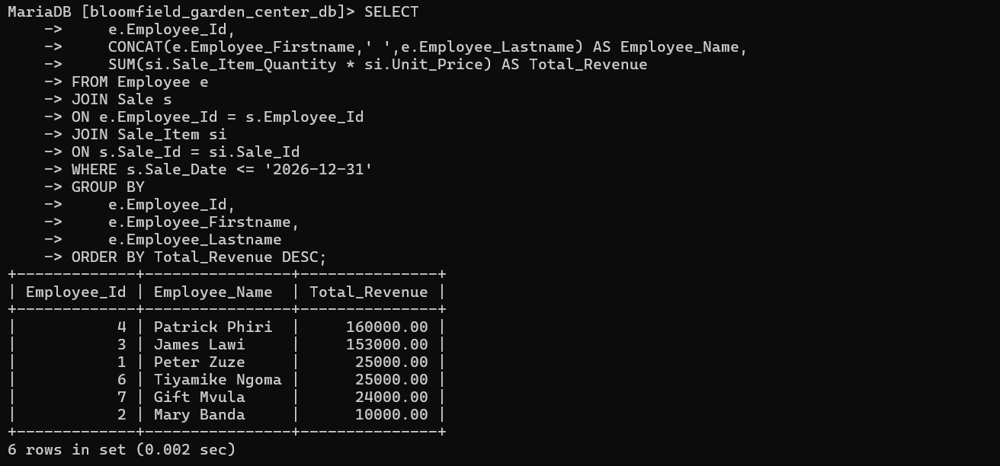 MariaDB [bloomfield_garden_center_db]> SELECT
    ->     e.Employee_Id,
    ->     CONCAT(e.Employee_Firstname,' ',e.Employee_Lastname) AS Employee_Name,
    ->     SUM(si.Sale_Item_Quantity * si.Unit_Price) AS Total_Revenue
    -> FROM Employee e
    -> JOIN Sale s
    -> ON e.Employee_Id = s.Employee_Id
    -> JOIN Sale_Item si
    -> ON s.Sale_Id = si.Sale_Id
    -> WHERE s.Sale_Date <= '2026-12-31'
    -> GROUP BY
    ->     e.Employee_Id,
    ->     e.Employee_Firstname,
    ->     e.Employee_Lastname
    -> ORDER BY Total_Revenue DESC;
+-------------+----------------+---------------+
| Employee_Id | Employee_Name  | Total_Revenue |
+-------------+----------------+---------------+
|           4 | Patrick Phiri  |     160000.00 |
|           3 | James Lawi     |     153000.00 |
|           1 | Peter Zuze     |      25000.00 |
|           6 | Tiyamike Ngoma |      25000.00 |
|           7 | Gift Mvula     |      24000.00 |
|           2 | Mary Banda     |      10000.00 |
+-------------+----------------+---------------+
6 rows in set (0.002 sec)